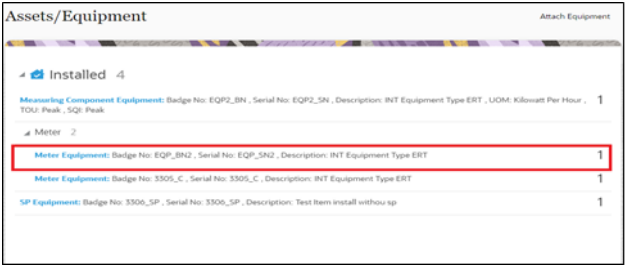 Assets/Equipment
Attach Equipment
Installed 4
Measuring Component Equipment: Badge No: EQP2_BN , Serial No: EQP2_SN , Description: INT Equipment Type ERT , UOM: Kilowatt Per Hour , 1
TOU: Peak , SQI: Peak
Meter 2
Meter Equipment: Badge No: EQP_BN2 , Serial No: EQP_SN2 , Description: INT Equipment Type ERT 1
Meter Equipment: Badge No: 3305_C , Serial No: 3305_C , Description: INT Equipment Type ERT 1
SP Equipment: Badge No: 3306_SP , Serial No: 3306_SP , Description: Test Item install withou sp 1